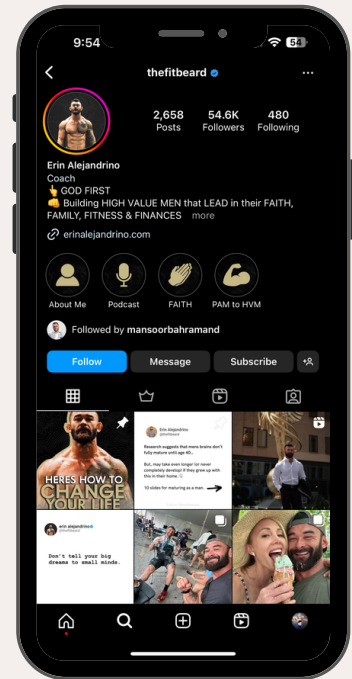 9:54
54
thefitbeard
2,658
Posts
54.6K
Followers
480
Following
Erin Alejandrino
Coach
👆 GOD FIRST
👊 Building HIGH VALUE MEN that LEAD in their FAITH,
FAMILY, FITNESS & FINANCES more
erinalejandrino.com
About Me
Podcast
FAITH
PAM to HVM
Followed by mansoorbahramand
Follow
Message
Subscribe
HERES HOW TO
CHANGE
YOUR LIFE
Erin Alejandrino
@thefitbeard
Research suggests that mens brains don't
fully mature until age 40...
But, may take even longer (or never
completely develop) if they grew up with
this in their home
10 slides for maturing as a man.
erin alejandrino
@thefitbeard
Don't tell your big
dreams to small minds.